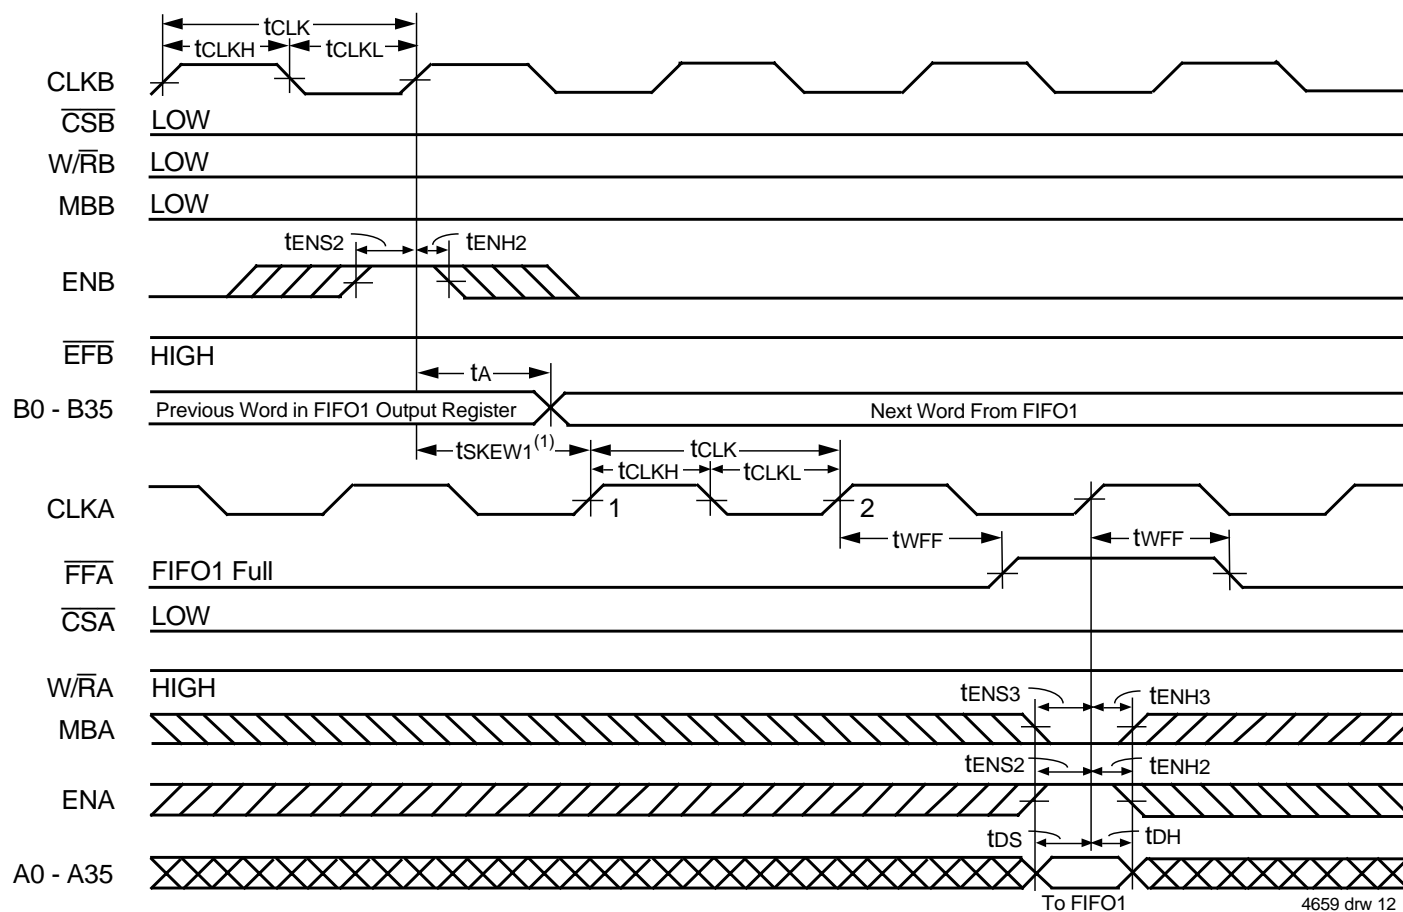 tCLK
tCLKH tCLKL
CLKB
CSB LOW
W/RB LOW
MBB LOW
tENS2 tENH2
ENB
EFB HIGH
tA
B0 - B35 Previous Word in FIFO1 Output Register Next Word From FIFO1
tSKEW1(1) tCLK
tCLKH tCLKL
CLKA 1 2
tWFF tWFF
FFA FIFO1 Full
CSA LOW
W/RA HIGH
tENS3 tENH3
MBA
tENS2 tENH2
ENA
tDS tDH
A0 - A35
To FIFO1
4659 drw 12